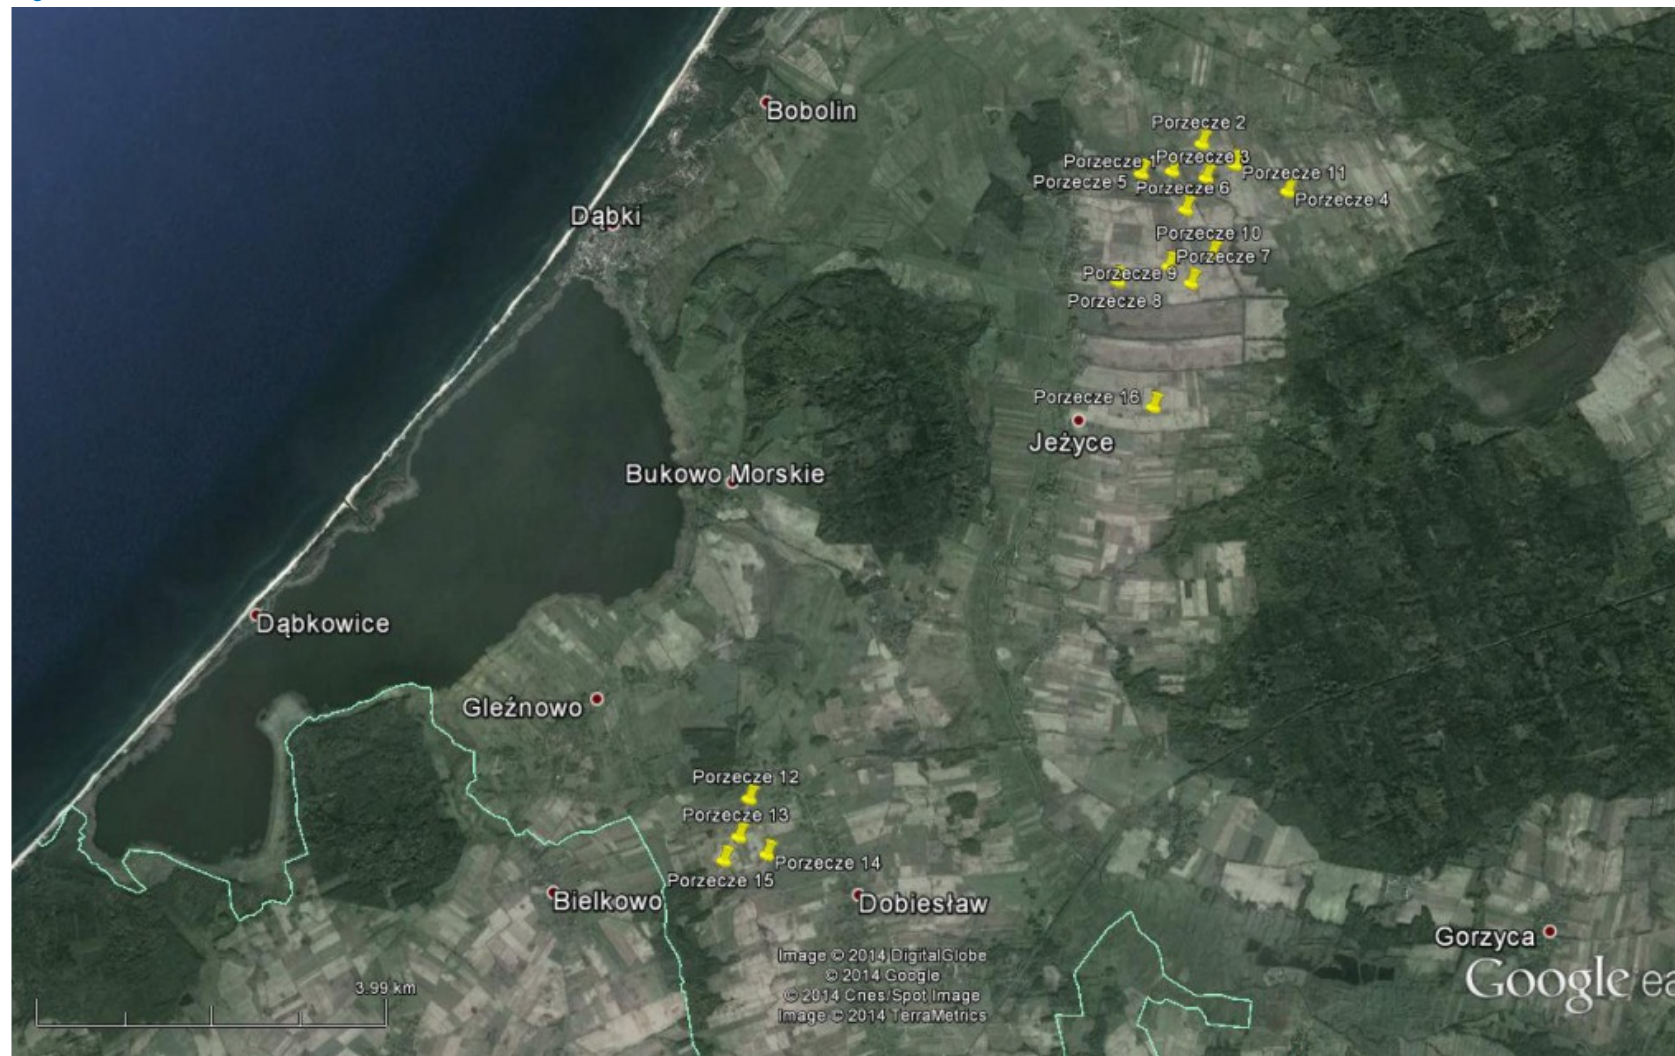 Bobolin
Porzecze 2
Porzecze 1
Porzecze 3
Porzecze 11
Porzecze 5
Porzecze 6
Porzecze 4
Dąbki
Porzecze 10
Porzecze 7
Porzecze 9
Porzecze 8
Porzecze 16
Jeżyce
Bukowo Morskie
Dąbkowice
Gleźnowo
Porzecze 12
Porzecze 13
Porzecze 14
Porzecze 15
Bielkowo
Dobiesław
Gorzyca
Image © 2014 DigitalGlobe
© 2014 Google
© 2014 Cnes/Spot Image
Image © 2014 TerraMetrics
Google ea
3.99 km